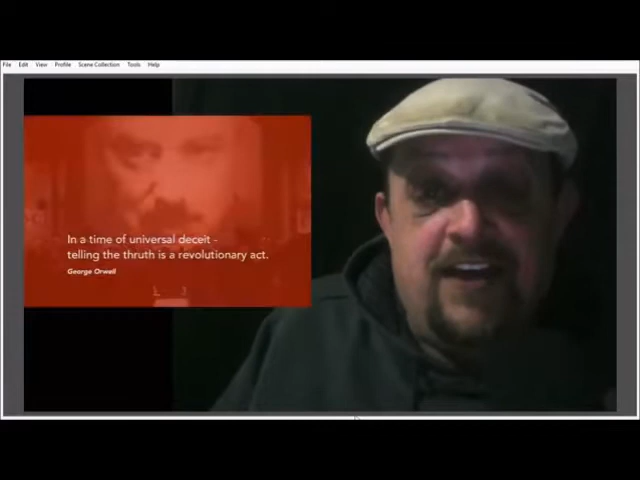 File Edit View Profile Scene Collection Tools Help
In a time of universal deceit -
telling the thruth is a revolutionary act.
George Orwell